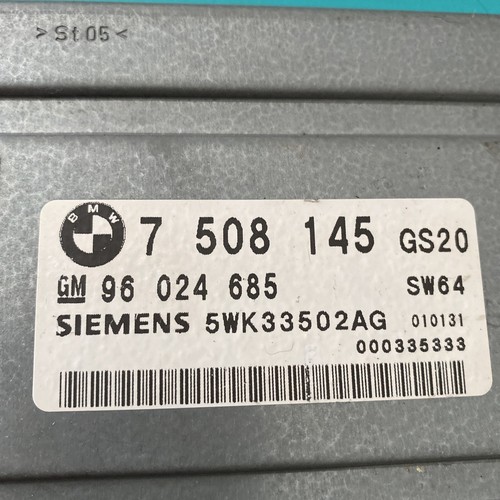 >St05<
BMW 7 508 145 GS20
GM 96 024 685 SW64
SIEMENS 5WK33502AG 010131
000335333